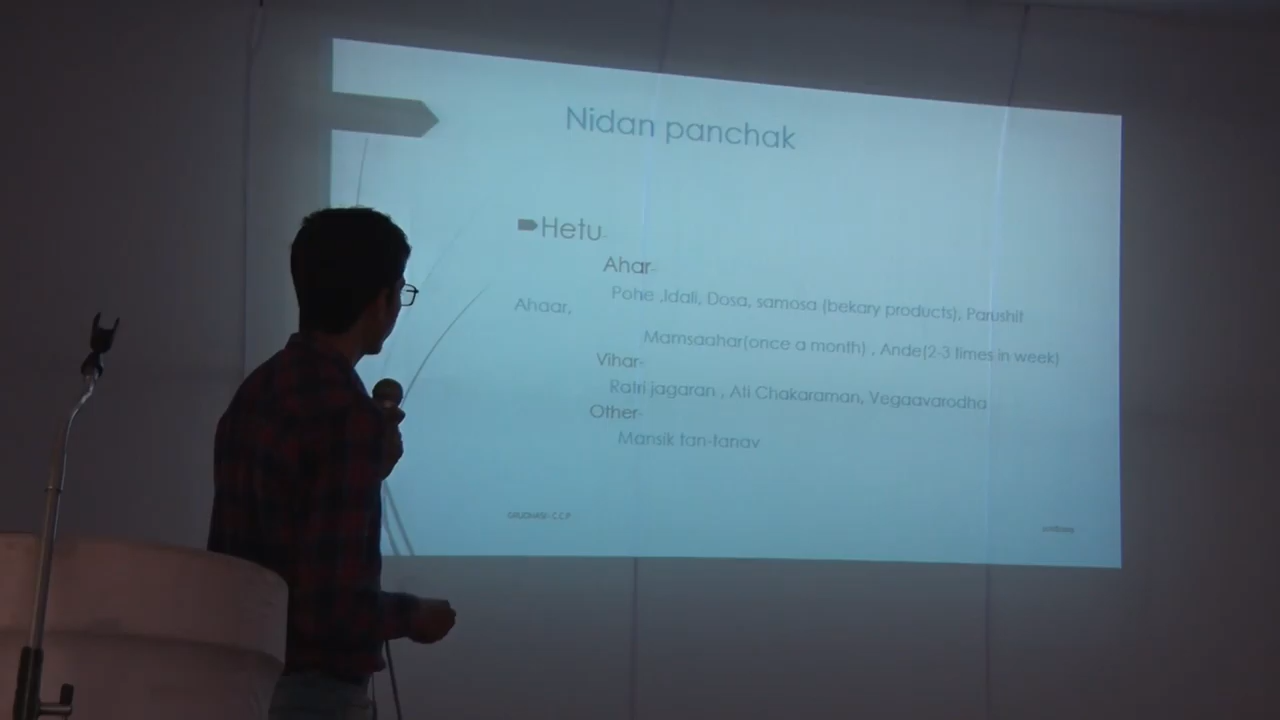 Nidan panchak
Hetu-
Ahar-
Pohe ,Idali, Dosa, samosa (bekary products), Parushit
Ahaar,
Mamsaahar(once a month) , Ande(2-3 times in week)
Vihar-
Ratri jagaran , Ati Chakaraman, Vegaavarodha
Other-
Mansik tan-tanav